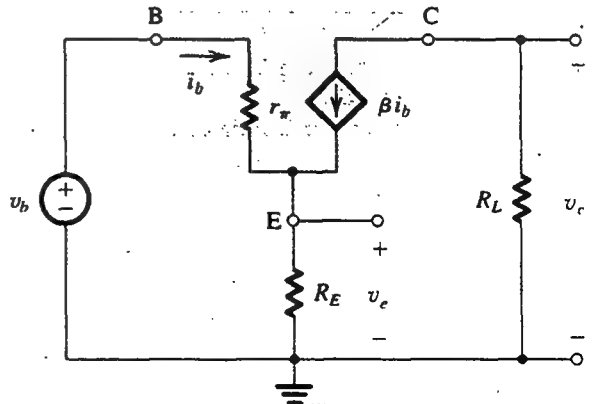 B
C
i_b
r_π
βi_b
v_b
+
−
E
+
R_E
v_e
−
R_L
v_c
−
−